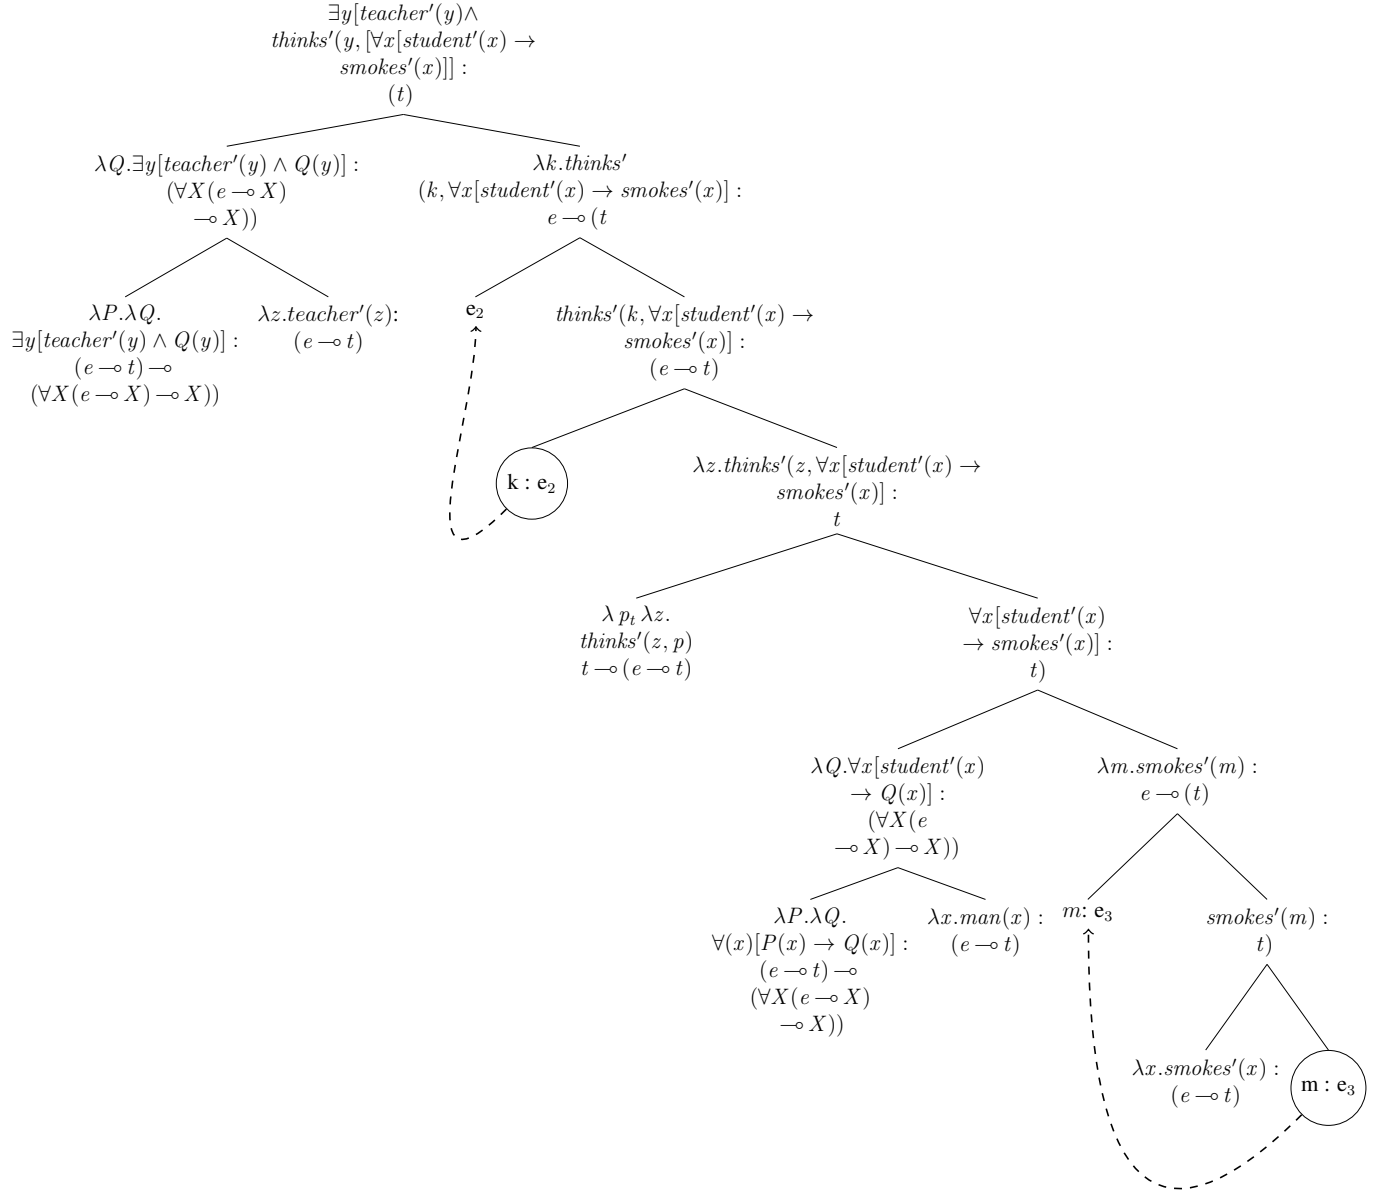 ∃y[teacher′(y)∧
thinks′(y, [∀x[student′(x) →
smokes′(x)]] :
(t)
λQ.∃y[teacher′(y) ∧ Q(y)] :
(∀X(e ⊸ X)
⊸ X))
λk.thinks′
(k, ∀x[student′(x) → smokes′(x)] :
e ⊸ (t
λP.λQ.
∃y[teacher′(y) ∧ Q(y)] :
(e ⊸ t) ⊸
(∀X(e ⊸ X) ⊸ X))
λz.teacher′(z):
(e ⊸ t)
e₂
thinks′(k, ∀x[student′(x) →
smokes′(x)] :
(e ⊸ t)
k : e₂
λz.thinks′(z, ∀x[student′(x) →
smokes′(x)] :
t
λ pₜ λz.
thinks′(z, p)
t ⊸ (e ⊸ t)
∀x[student′(x)
→ smokes′(x)] :
t)
λQ.∀x[student′(x)
→ Q(x)] :
(∀X(e
⊸ X) ⊸ X))
λm.smokes′(m) :
e ⊸ (t)
λP.λQ.
∀(x)[P(x) → Q(x)] :
(e ⊸ t) ⊸
(∀X(e ⊸ X)
⊸ X))
λx.man(x) :
(e ⊸ t)
m: e₃
smokes′(m) :
t)
λx.smokes′(x) :
(e ⊸ t)
m : e₃